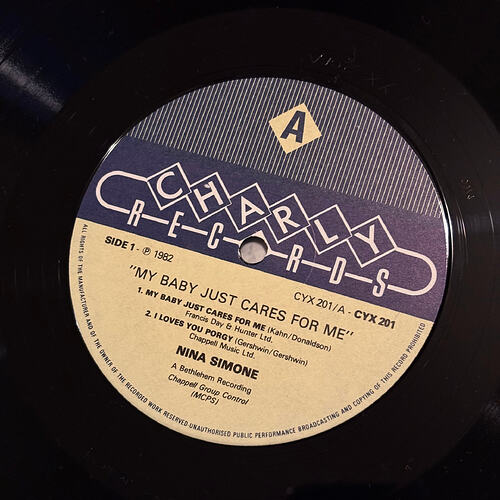 A
CHARLY
RECORDS
SIDE 1 - ℗ 1982
CYX 201/A - CYX 201
"MY BABY JUST CARES FOR ME"
1. MY BABY JUST CARES FOR ME (Kahn/Donaldson)
Francis Day & Hunter Ltd.
2. I LOVES YOU PORGY (Gershwin/Gershwin)
Chappell Music Ltd.
NINA SIMONE
A Bethlehem Recording
Chappell Group Control
(MCPS)
ALL RIGHTS OF THE MANUFACTURER AND OF THE OWNER OF THE RECORDED WORK RESERVED·UNAUTHORISED PUBLIC PERFORMANCE BROADCASTING AND COPYING OF THIS RECORD PROHIBITED